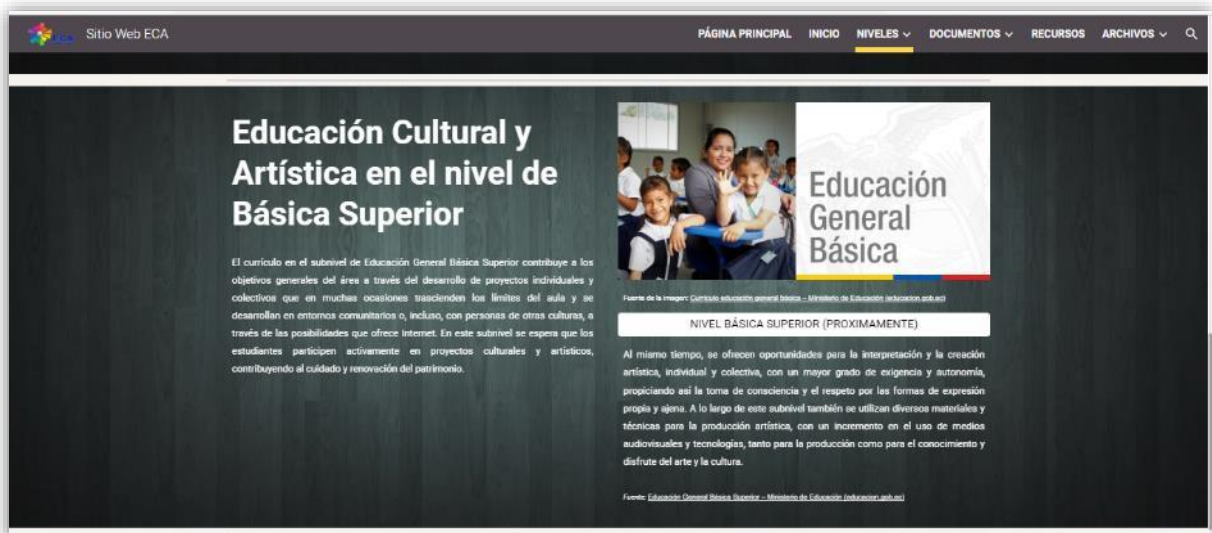 ECA
Sitio Web ECA
PÁGINA PRINCIPAL INICIO NIVELES DOCUMENTOS RECURSOS ARCHIVOS
Educación Cultural y
Artística en el nivel de
Básica Superior
El currículo en el subnivel de Educación General Básica Superior contribuye a los
objetivos generales del área a través del desarrollo de proyectos individuales y
colectivos que en muchas ocasiones trascienden los límites del aula y se
desarrollan en entornos comunitarios o, incluso, con personas de otras culturas, a
través de las posibilidades que ofrece Internet. En este subnivel se espera que los
estudiantes participen activamente en proyectos culturales y artísticos,
contribuyendo al cuidado y renovación del patrimonio.
Educación
General
Básica
Fuente de la imagen: Currículo educación general básica – Ministerio de Educación (educacion.gob.ec)
NIVEL BÁSICA SUPERIOR (PROXIMAMENTE)
Al mismo tiempo, se ofrecen oportunidades para la interpretación y la creación
artística, individual y colectiva, con un mayor grado de exigencia y autonomía,
propiciando así la toma de consciencia y el respeto por las formas de expresión
propia y ajena. A lo largo de este subnivel también se utilizan diversos materiales y
técnicas para la producción artística, con un incremento en el uso de medios
audiovisuales y tecnologías, tanto para la producción como para el conocimiento y
disfrute del arte y la cultura.
Fuente: Educación General Básica Superior – Ministerio de Educación (educacion.gob.ec)